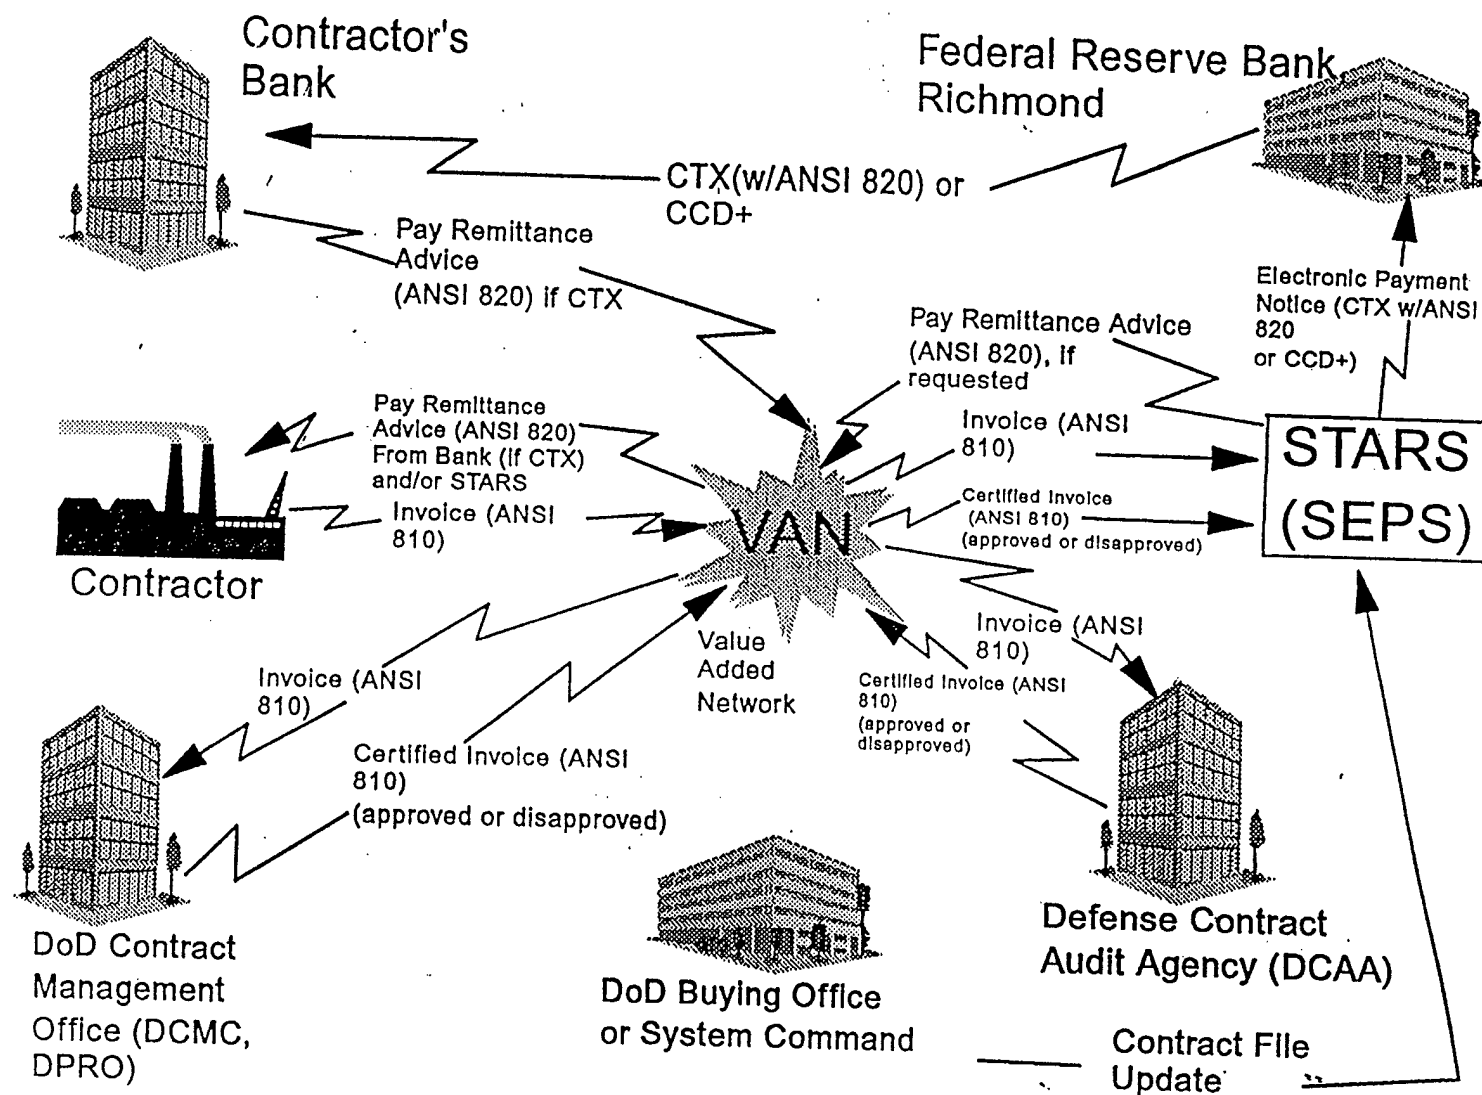 Contractor's
Bank
Federal Reserve Bank,
Richmond
CTX(w/ANSI 820) or
CCD+
Pay Remittance
Advice
(ANSI 820) if CTX
Electronic Payment
Notice (CTX w/ANSI
820
or CCD+)
Pay Remittance Advice
(ANSI 820), if
requested
Invoice (ANSI
810)
STARS
(SEPS)
Pay Remittance
Advice (ANSI 820)
From Bank (if CTX)
and/or STARS
Invoice (ANSI
810)
Contractor
VAN
Certified Invoice
(ANSI 810)
(approved or disapproved)
Value
Added
Network
Invoice (ANSI
810)
Certified Invoice (ANSI
810)
(approved or
disapproved)
Invoice (ANSI
810)
Certified Invoice (ANSI
810)
(approved or disapproved)
DoD Contract
Management
Office (DCMC,
DPRO)
DoD Buying Office
or System Command
Defense Contract
Audit Agency (DCAA)
Contract File
Update